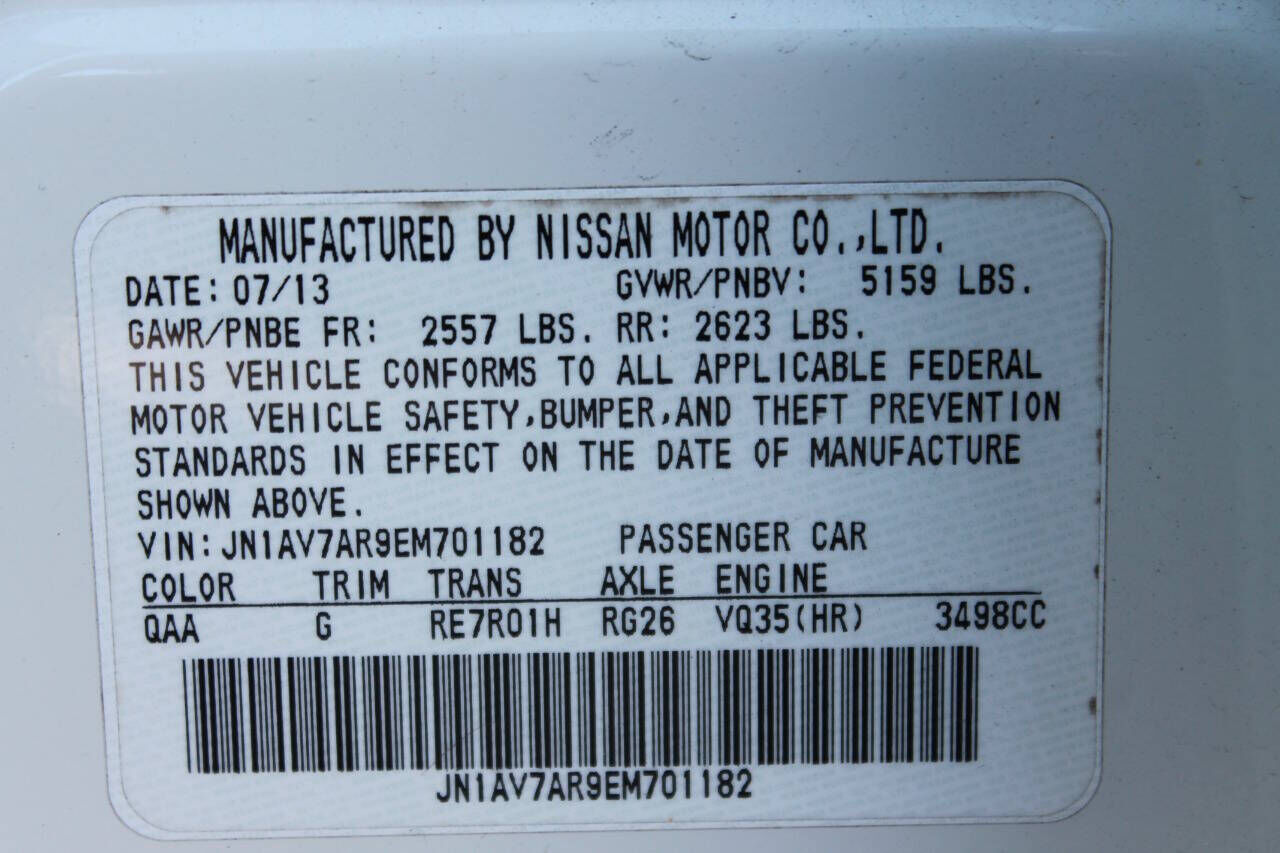 MANUFACTURED BY NISSAN MOTOR CO.,LTD.
DATE: 07/13 GVWR/PNBV: 5159 LBS.
GAWR/PNBE FR: 2557 LBS. RR: 2623 LBS.
THIS VEHICLE CONFORMS TO ALL APPLICABLE FEDERAL
MOTOR VEHICLE SAFETY,BUMPER,AND THEFT PREVENTION
STANDARDS IN EFFECT ON THE DATE OF MANUFACTURE
SHOWN ABOVE.
VIN: JN1AV7AR9EM701182 PASSENGER CAR
COLOR TRIM TRANS AXLE ENGINE
QAA G RE7R01H RG26 VQ35(HR) 3498CC
JN1AV7AR9EM701182